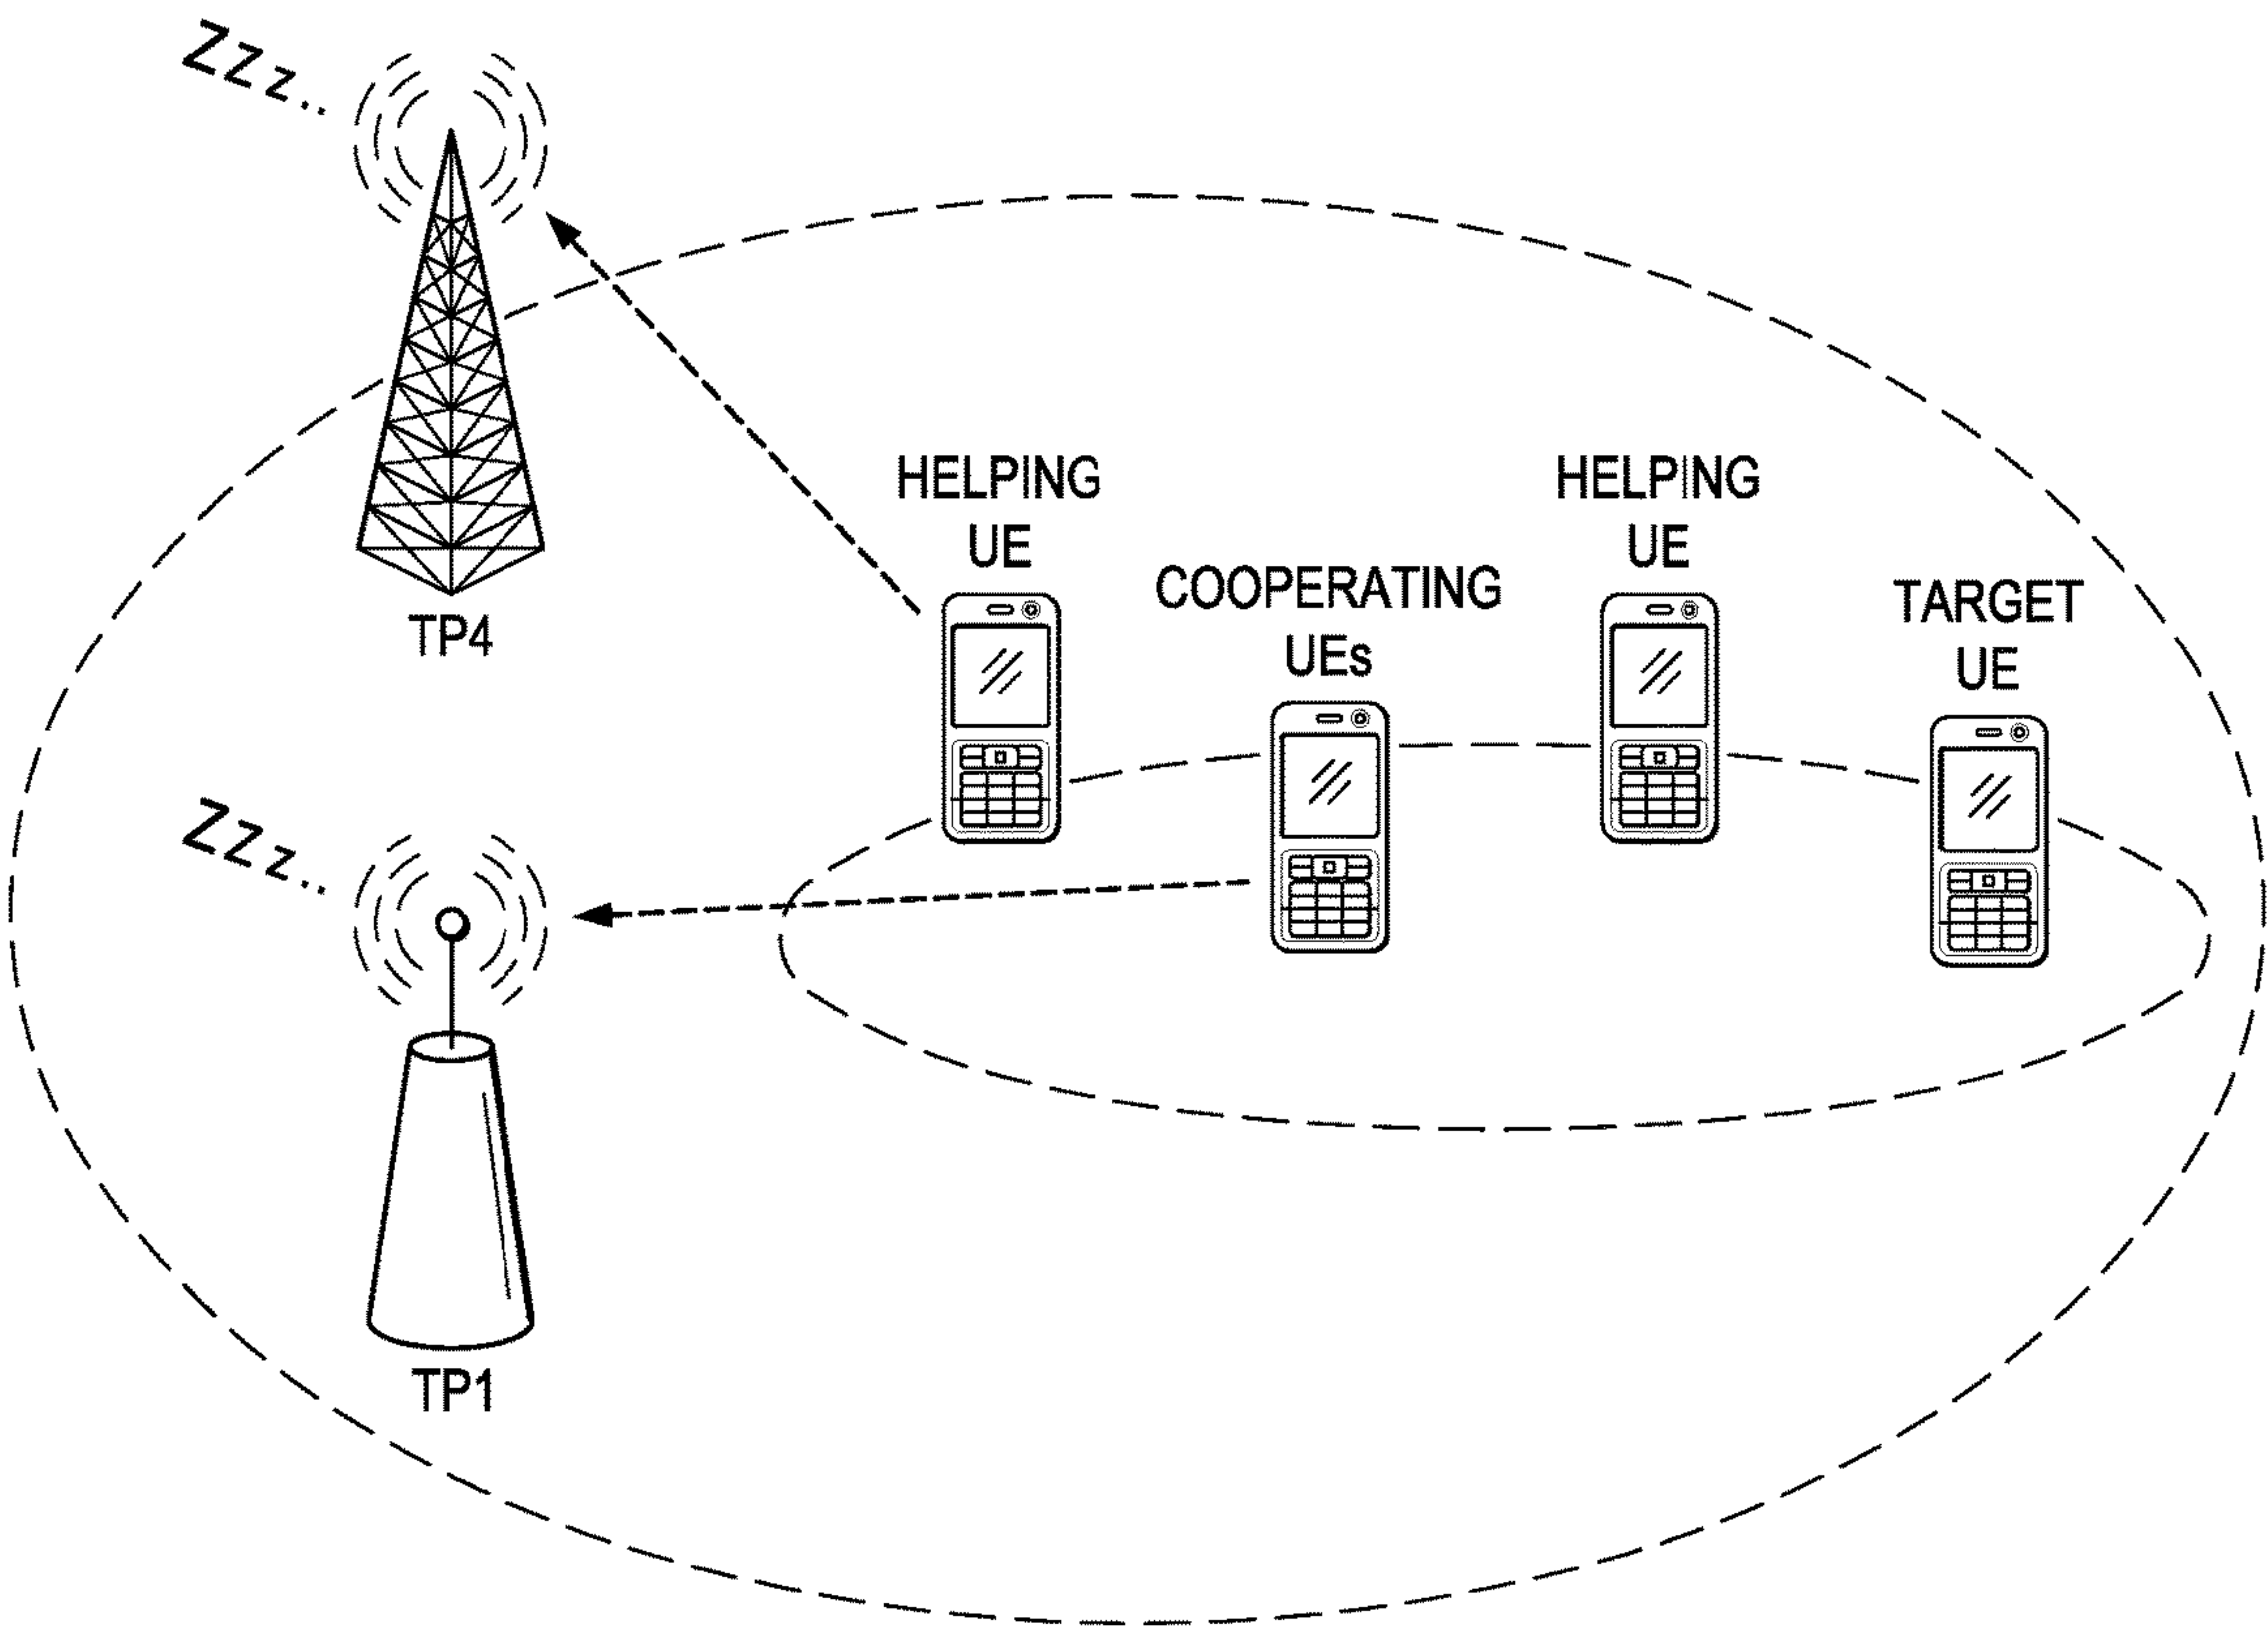 ZZz..
HELPING
UE
HELPING
UE
COOPERATING
UEs
TARGET
UE
TP4
ZZz..
TP1